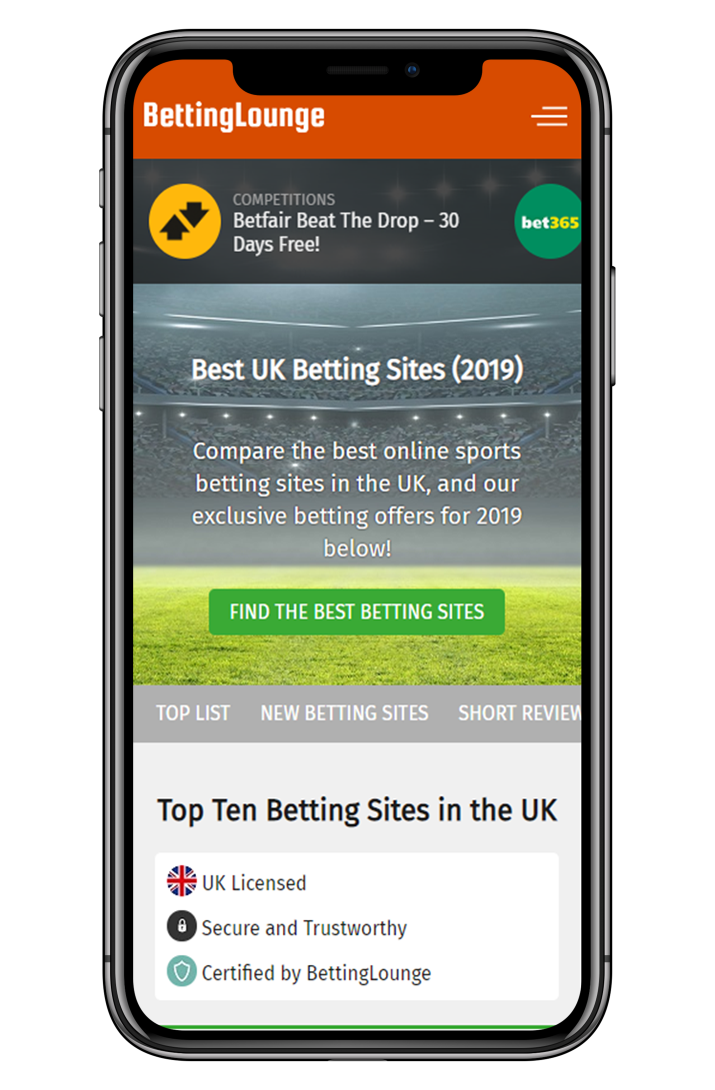 BettingLounge
COMPETITIONS
Betfair Beat The Drop – 30
Days Free!
bet365
Best UK Betting Sites (2019)
Compare the best online sports
betting sites in the UK, and our
exclusive betting offers for 2019
below!
FIND THE BEST BETTING SITES
TOP LIST NEW BETTING SITES SHORT REVIEW
Top Ten Betting Sites in the UK
UK Licensed
Secure and Trustworthy
Certified by BettingLounge